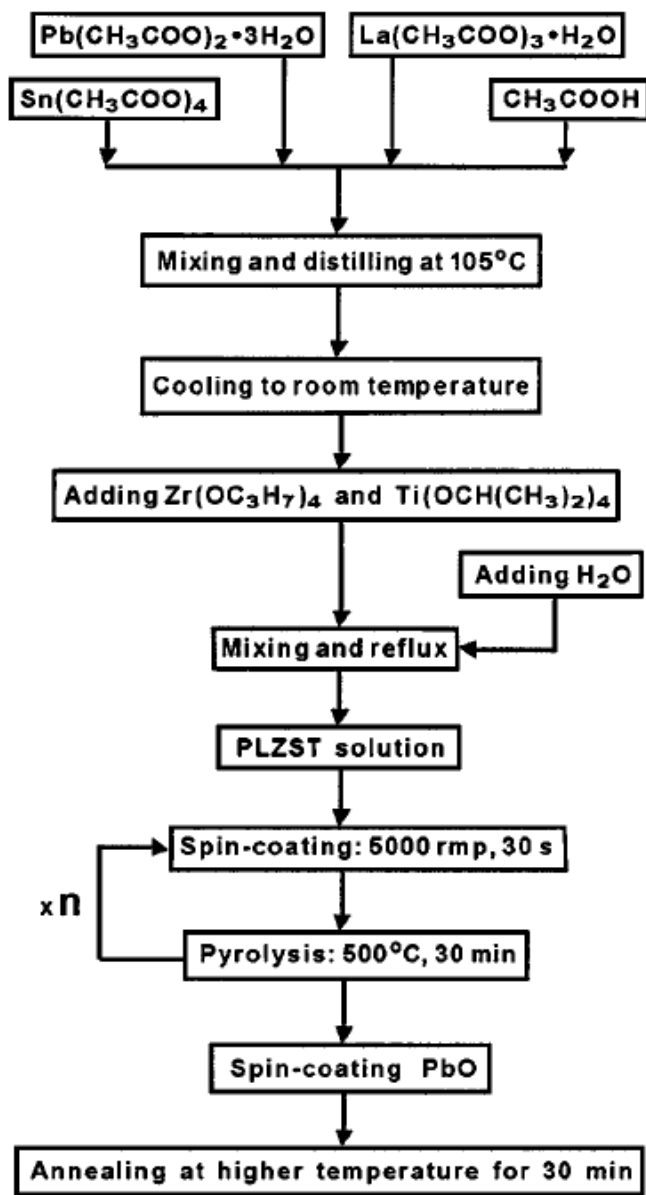 Pb(CH₃COO)₂•3H₂O
La(CH₃COO)₃•H₂O
Sn(CH₃COO)₄
CH₃COOH
Mixing and distilling at 105°C
Cooling to room temperature
Adding Zr(OC₃H₇)₄ and Ti(OCH(CH₃)₂)₄
Adding H₂O
Mixing and reflux
PLZST solution
Spin-coating: 5000 rmp, 30 s
x n
Pyrolysis: 500°C, 30 min
Spin-coating PbO
Annealing at higher temperature for 30 min